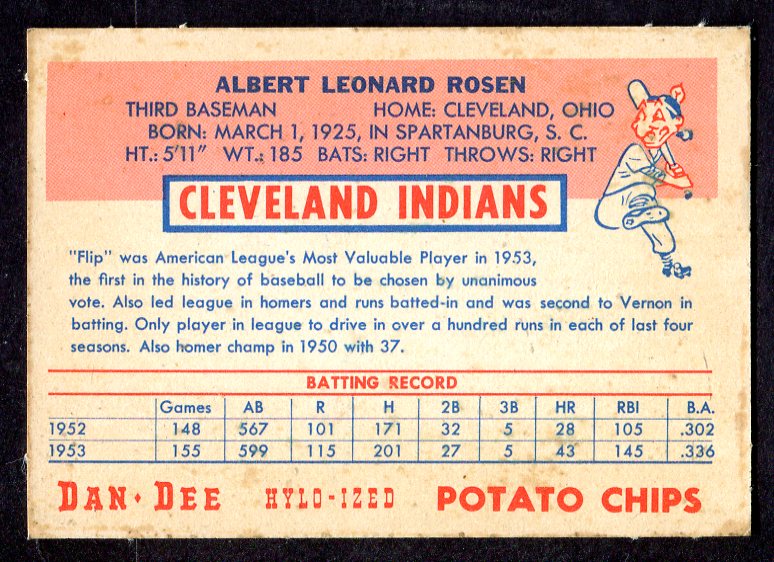 ALBERT LEONARD ROSEN
THIRD BASEMAN HOME: CLEVELAND, OHIO
BORN: MARCH 1, 1925, IN SPARTANBURG, S. C.
HT.: 5'11" WT.: 185 BATS: RIGHT THROWS: RIGHT
CLEVELAND INDIANS
"Flip" was American League's Most Valuable Player in 1953,
the first in the history of baseball to be chosen by unanimous
vote. Also led league in homers and runs batted-in and was second to Vernon in
batting. Only player in league to drive in over a hundred runs in each of last four
seasons. Also homer champ in 1950 with 37.
BATTING RECORD
Games AB R H 2B 3B HR RBI B.A.
1952 148 567 101 171 32 5 28 105 .302
1953 155 599 115 201 27 5 43 145 .336
DAN·DEE HYLO-IZED POTATO CHIPS